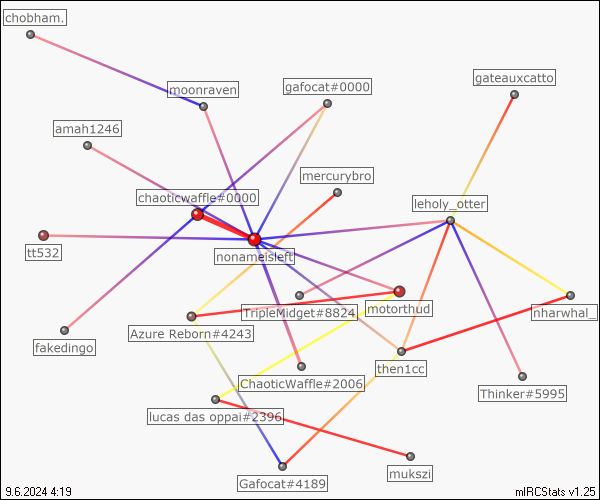 chobham.
gateauxcatto
moonraven
gafocat#0000
amah1246
mercurybro
chaoticwaffle#0000
leholy_otter
tt532
nonameisleft
TripleMidget#8824
motorthud
nharwhal_
Azure Reborn#4243
fakedingo
then1cc
ChaoticWaffle#2006
Thinker#5995
lucas das oppai#2396
mukszi
Gafocat#4189
9.6.2024 4:19
mIRCStats v1.25